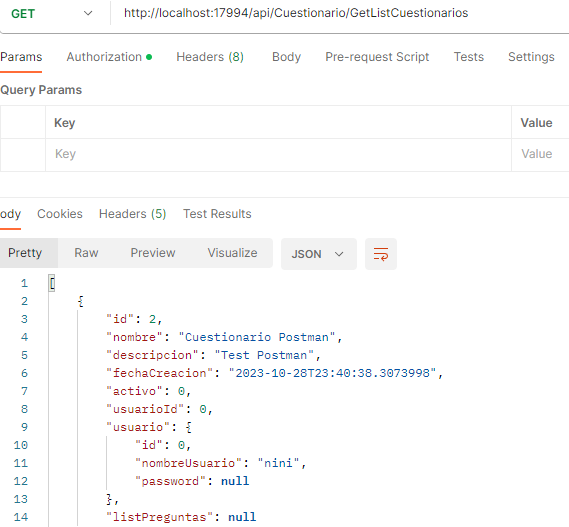 GET http://localhost:17994/api/Cuestionario/GetListCuestionarios
Params Authorization Headers (8) Body Pre-request Script Tests Settings
Query Params
Key Value
Key Value
ody Cookies Headers (5) Test Results
Pretty Raw Preview Visualize JSON
1 [
2 {
3 "id": 2,
4 "nombre": "Cuestionario Postman",
5 "descripcion": "Test Postman",
6 "fechaCreacion": "2023-10-28T23:40:38.3073998",
7 "activo": 0,
8 "usuarioId": 0,
9 "usuario": {
10 "id": 0,
11 "nombreUsuario": "nini",
12 "password": null
13 },
14 "listPreguntas": null